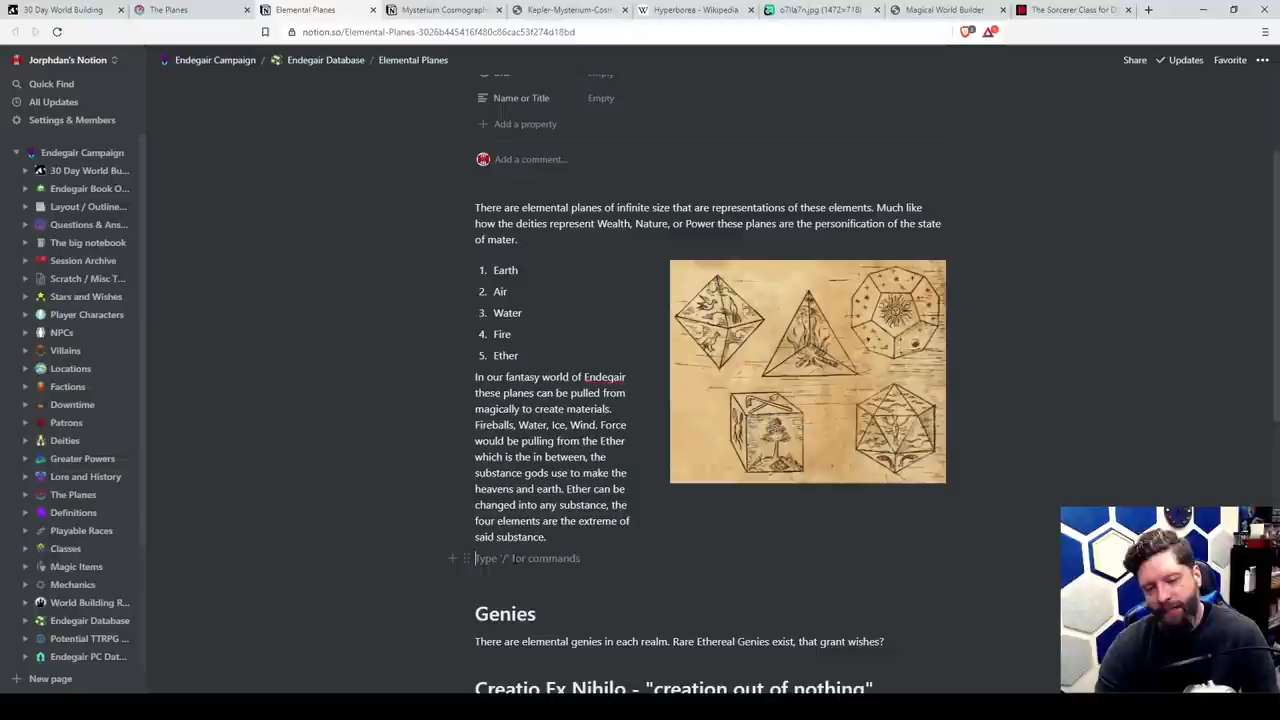 30 Day World Building
The Planes
Elemental Planes
Mysterium Cosmograph
Kepler-Mysterium-Cosm
Hyperborea - Wikipedia
o7lla7n.jpg (1472×718)
Magical World Builder
The Sorcerer Class for D
notion.so/Elemental-Planes-3026b445416f480c86cac53f274d18bd
Jorphdan's Notion
Endegair Campaign / Endegair Database / Elemental Planes
Share Updates Favorite
Quick Find
All Updates
Settings & Members
Endegair Campaign
30 Day World Bu...
Endegair Book O...
Layout / Outline...
Questions & Ans...
The big notebook
Session Archive
Scratch / Misc T...
Stars and Wishes
Player Characters
NPCs
Villains
Locations
Factions
Downtime
Patrons
Deities
Greater Powers
Lore and History
The Planes
Definitions
Playable Races
Classes
Magic Items
Mechanics
World Building R...
Endegair Database
Potential TTRPG ...
Endegair PC Dat...
New page
Empty
Name or Title Empty
Add a property
Add a comment...
There are elemental planes of infinite size that are representations of these elements. Much like
how the deities represent Wealth, Nature, or Power these planes are the personification of the state
of mater.
1. Earth
2. Air
3. Water
4. Fire
5. Ether
In our fantasy world of Endegair
these planes can be pulled from
magically to create materials.
Fireballs, Water, Ice, Wind. Force
would be pulling from the Ether
which is the in between, the
substance gods use to make the
heavens and earth. Ether can be
changed into any substance, the
four elements are the extreme of
said substance.
Type '/' for commands
Genies
There are elemental genies in each realm. Rare Ethereal Genies exist, that grant wishes?
Creatio Ex Nihilo - "creation out of nothing"